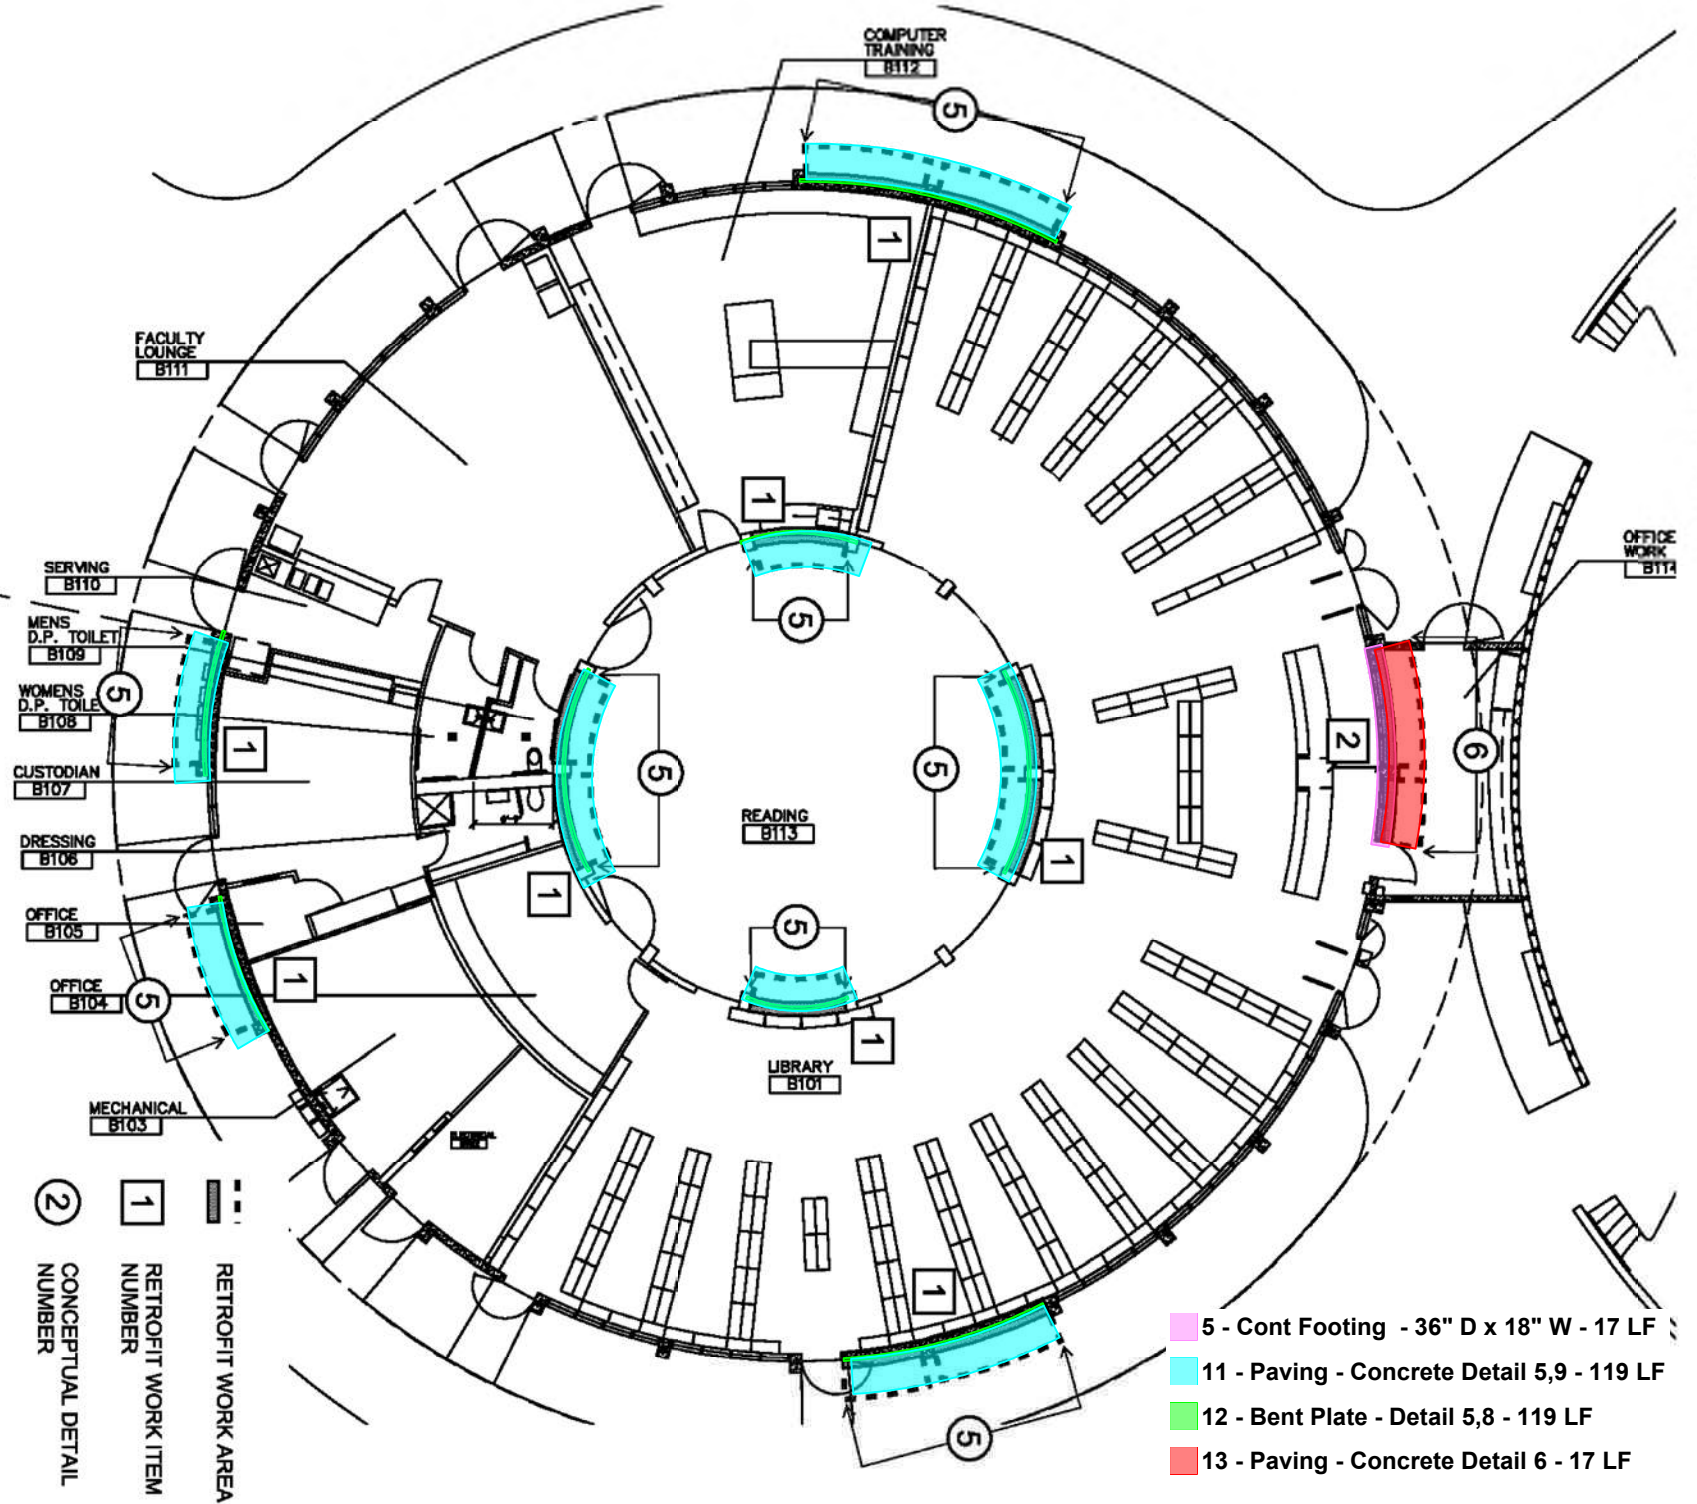 COMPUTER
TRAINING
B112
5
1
FACULTY
LOUNGE
B111
1
5
SERVING
B110
MENS
D.P. TOILET
B109
WOMENS
D.P. TOILE
B108
5
1
CUSTODIAN
B107
DRESSING
B106
OFFICE
B105
OFFICE
B104
5
1
MECHANICAL
B103
5
5
READING
B113
1
1
5
1
LIBRARY
B101
2
6
OFFICE
WORK
B114
1
5
RETROFIT WORK AREA
1
RETROFIT WORK ITEM
NUMBER
2
CONCEPTUAL DETAIL
NUMBER
5 - Cont Footing - 36" D x 18" W - 17 LF
11 - Paving - Concrete Detail 5,9 - 119 LF
12 - Bent Plate - Detail 5,8 - 119 LF
13 - Paving - Concrete Detail 6 - 17 LF